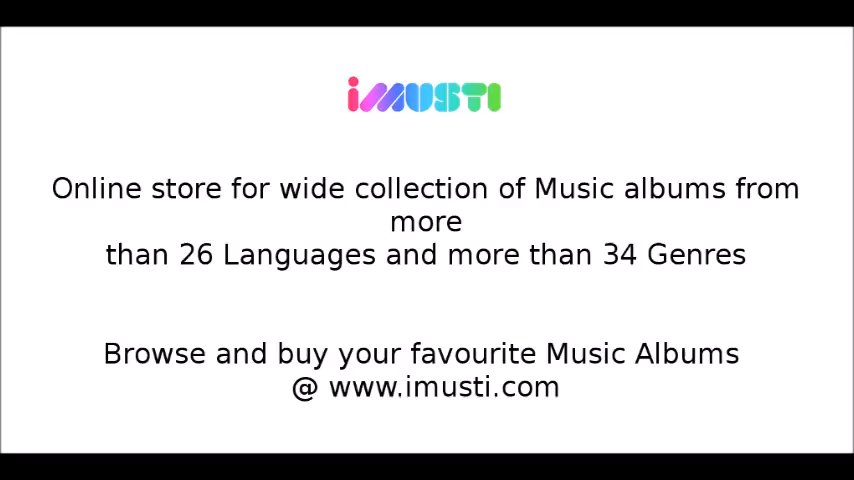 iMUSTI
Online store for wide collection of Music albums from
more
than 26 Languages and more than 34 Genres
Browse and buy your favourite Music Albums
@ www.imusti.com